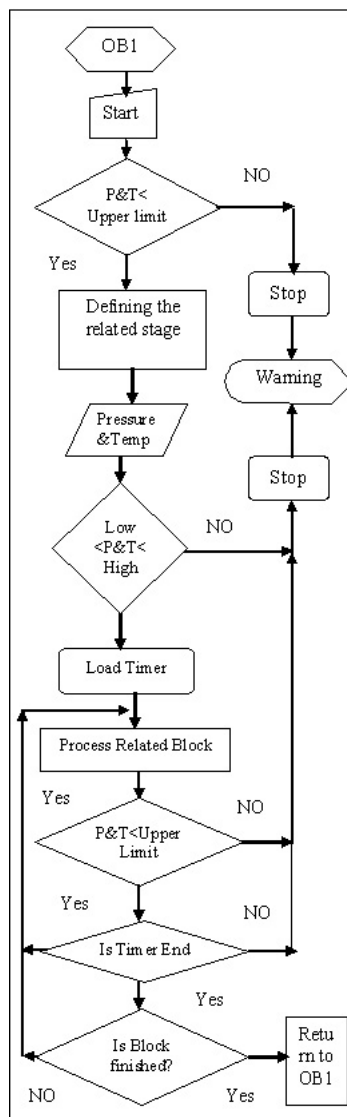 OB1
Start
P&T<
Upper limit
NO
Yes
Stop
Defining the
related stage
Warning
Pressure
&Temp
Stop
Low
<P&T<
High
NO
Load Timer
Process Related Block
Yes
NO
P&T<Upper
Limit
Yes
NO
Is Timer End
Yes
Is Block
finished?
Retu
rn to
OB1
NO
Yes